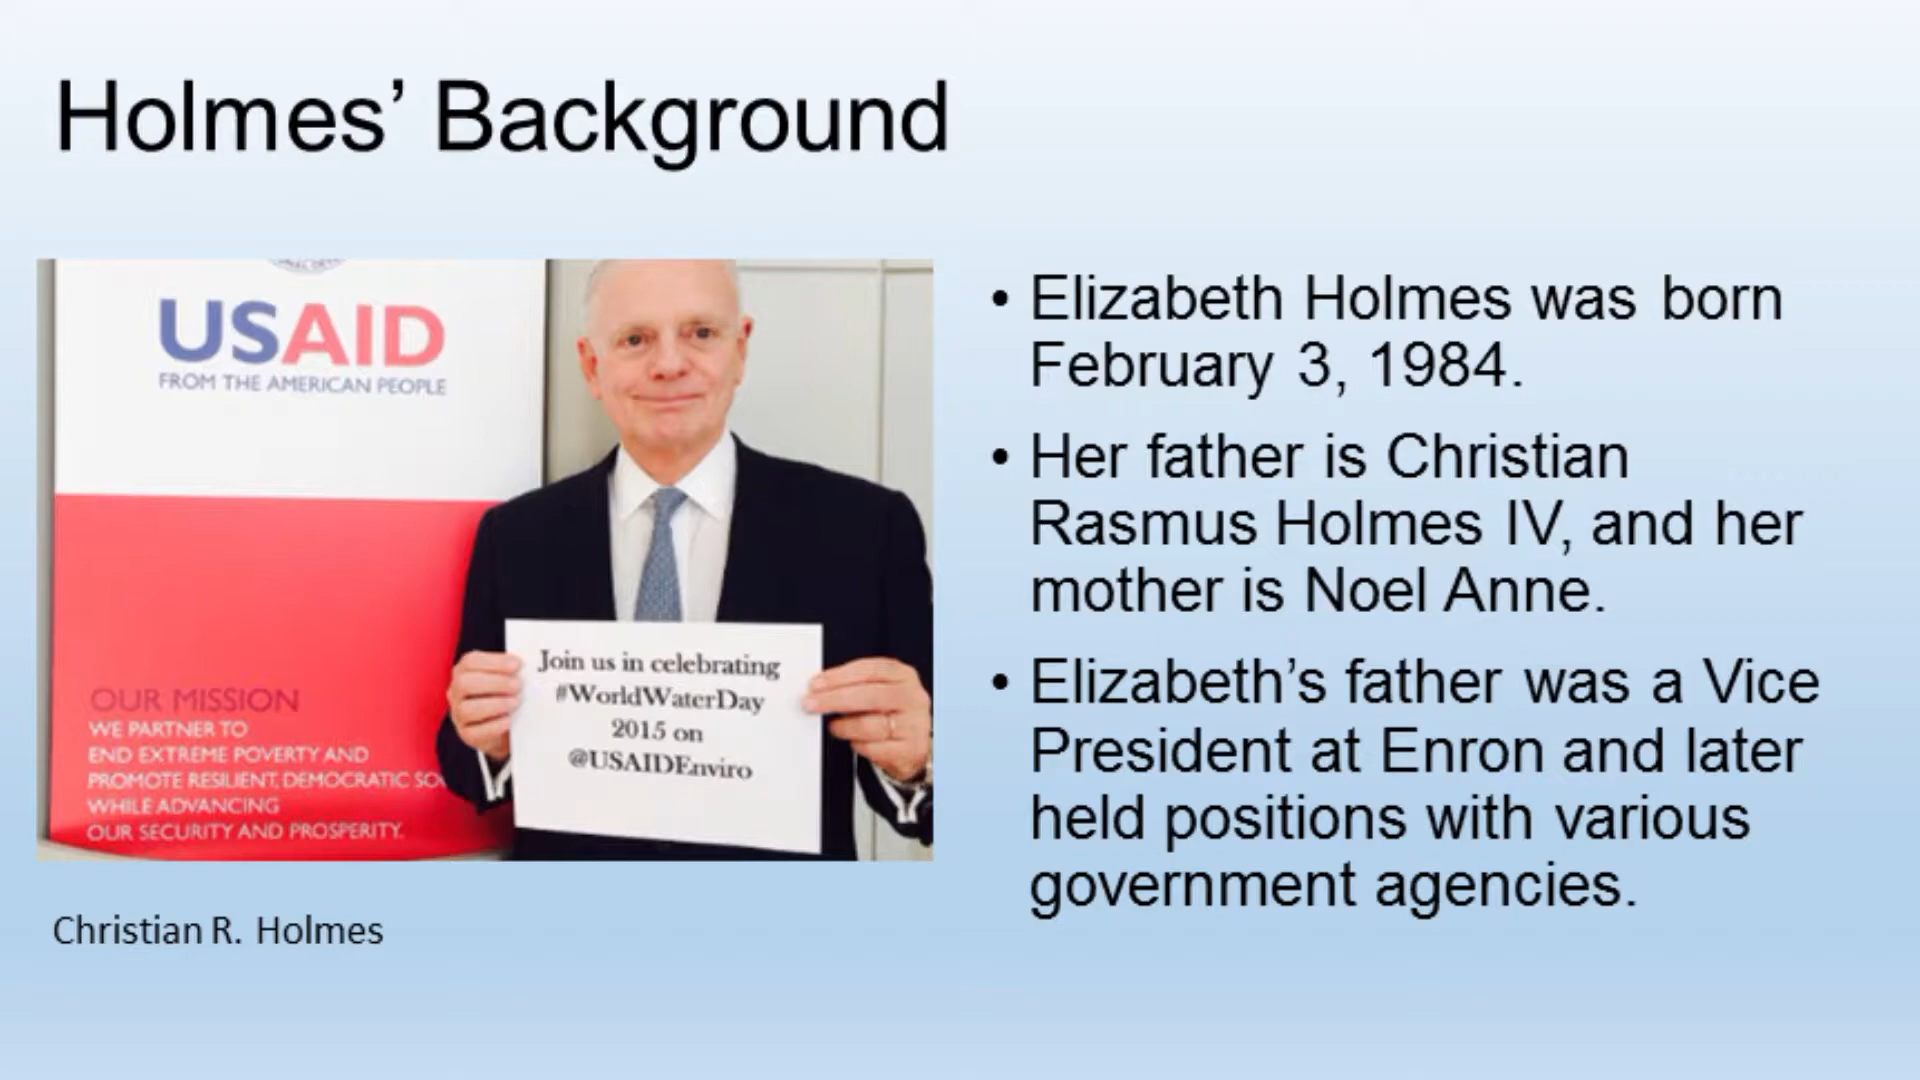 Holmes’ Background
USAID
FROM THE AMERICAN PEOPLE
OUR MISSION
WE PARTNER TO
END EXTREME POVERTY AND
PROMOTE RESILIENT, DEMOCRATIC
WHILE ADVANCING
OUR SECURITY AND PROSPERITY.
Join us in celebrating
#WorldWaterDay
2015 on
@USAIDEnviro
Christian R. Holmes
• Elizabeth Holmes was born
February 3, 1984.
• Her father is Christian
Rasmus Holmes IV, and her
mother is Noel Anne.
• Elizabeth’s father was a Vice
President at Enron and later
held positions with various
government agencies.